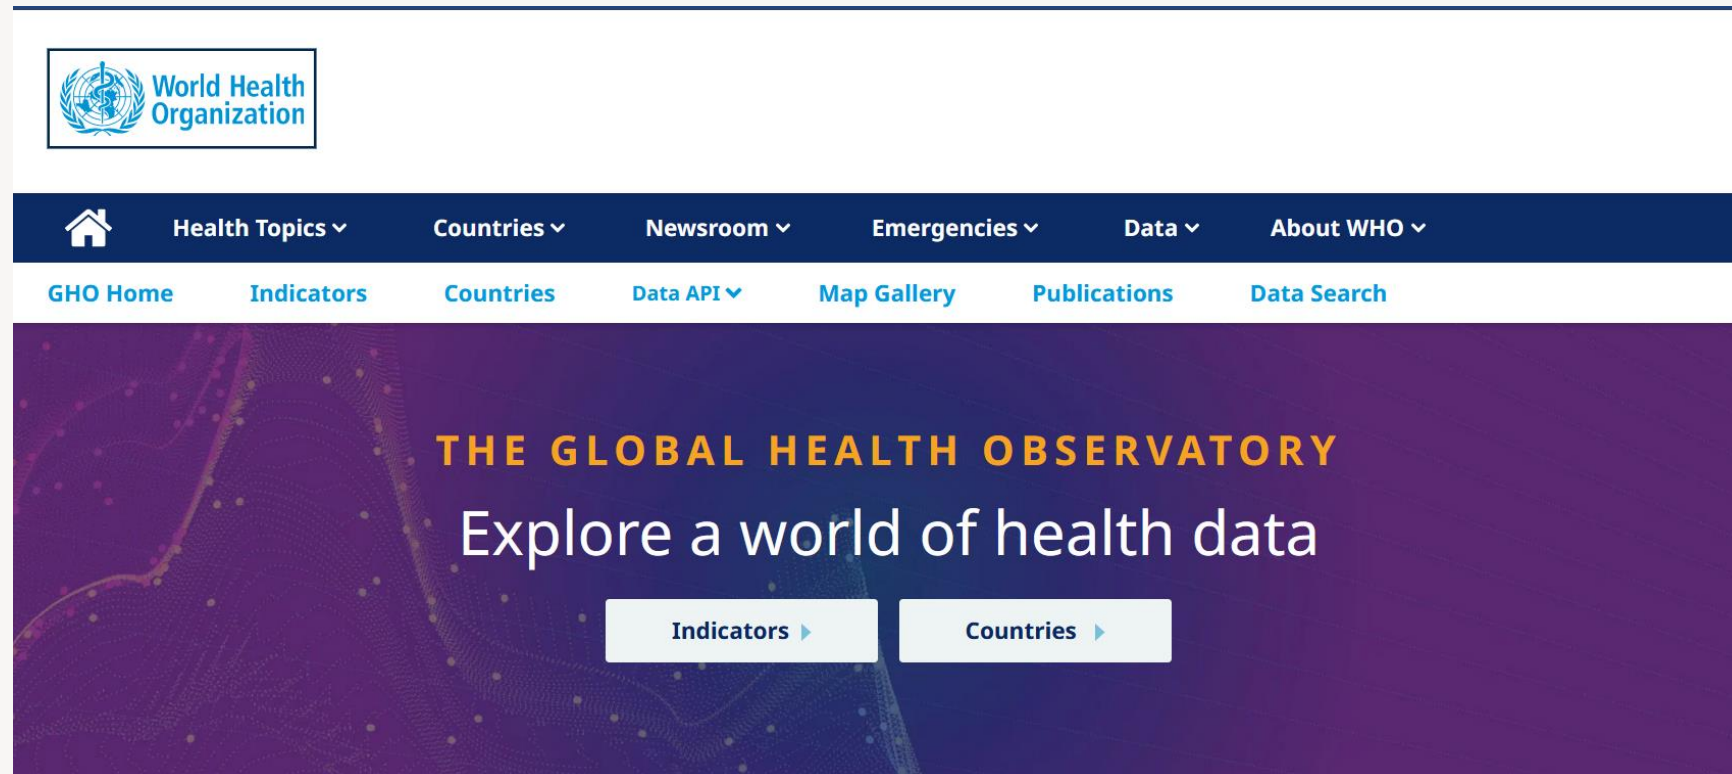 World Health
Organization
Health Topics Countries Newsroom Emergencies Data About WHO
GHO Home Indicators Countries Data API Map Gallery Publications Data Search
THE GLOBAL HEALTH OBSERVATORY
Explore a world of health data
Indicators Countries